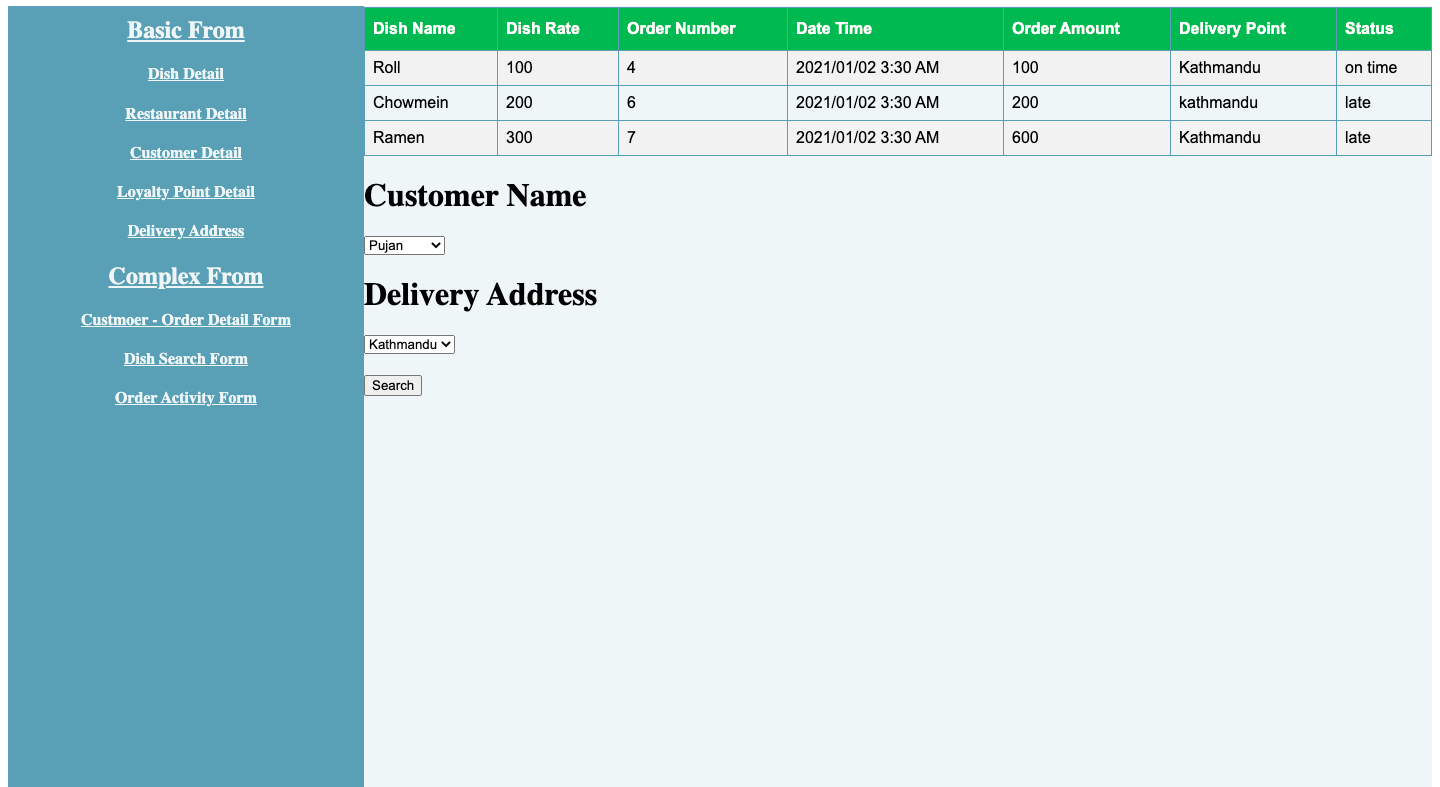 Basic From
Dish Detail
Restaurant Detail
Customer Detail
Loyalty Point Detail
Delivery Address
Complex From
Custmoer - Order Detail Form
Dish Search Form
Order Activity Form
Dish Name Dish Rate Order Number Date Time Order Amount Delivery Point Status
Roll 100 4 2021/01/02 3:30 AM 100 Kathmandu on time
Chowmein 200 6 2021/01/02 3:30 AM 200 kathmandu late
Ramen 300 7 2021/01/02 3:30 AM 600 Kathmandu late
Customer Name
Pujan
Delivery Address
Kathmandu
Search